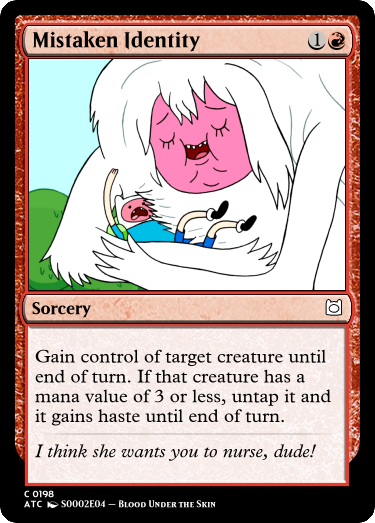 Mistaken Identity 1
Sorcery
Gain control of target creature until
end of turn. If that creature has a
mana value of 3 or less, untap it and
it gains haste until end of turn.
I think she wants you to nurse, dude!
C 0198
ATC S0002E04 – Blood Under the Skin